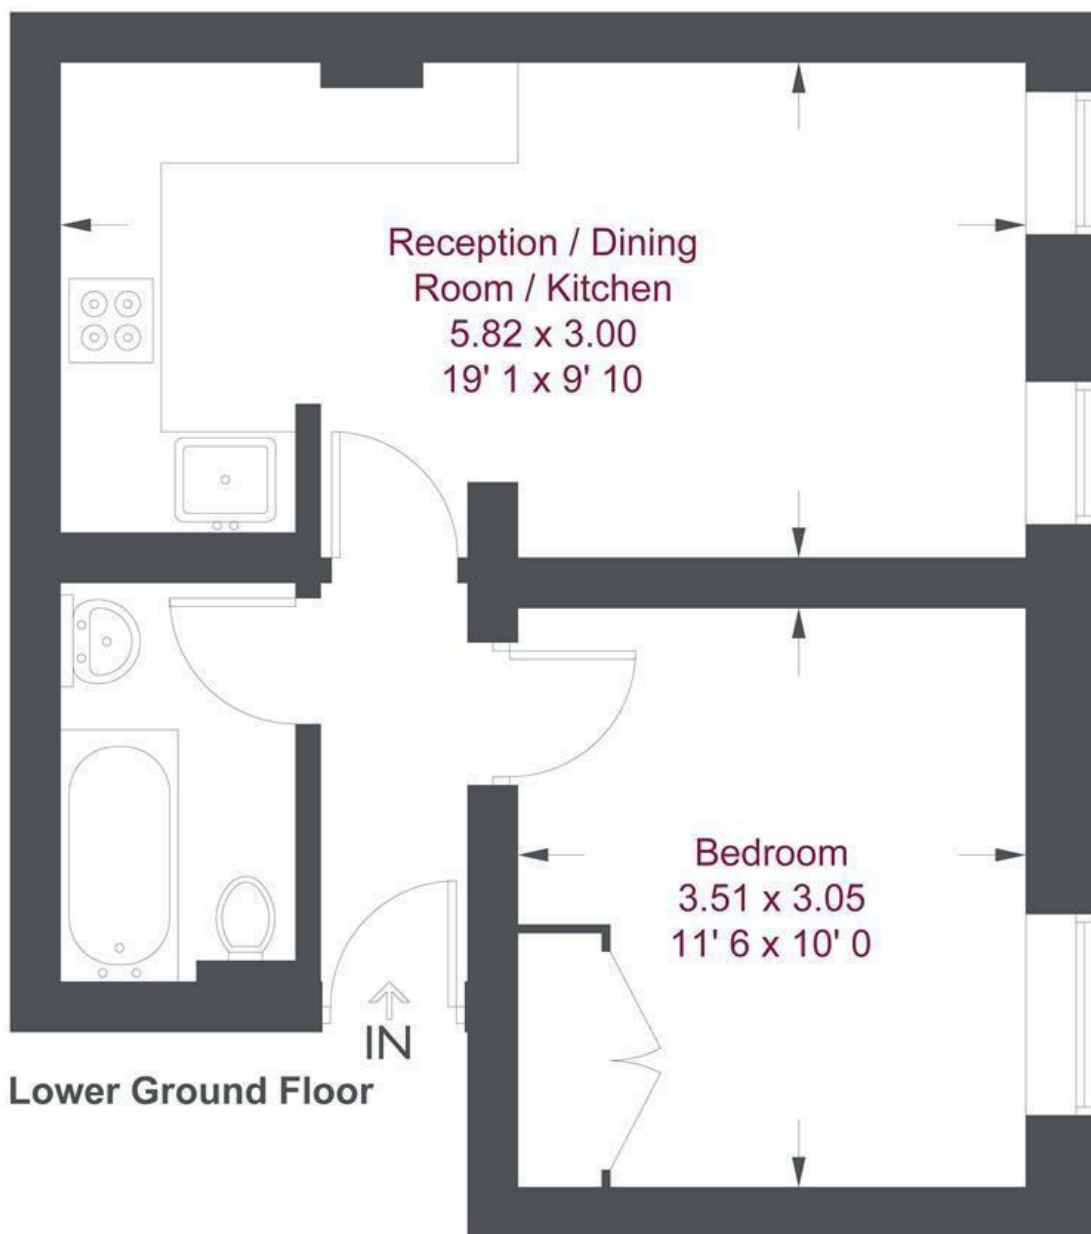 Reception / Dining
Room / Kitchen
5.82 x 3.00
19' 1 x 9' 10
Bedroom
3.51 x 3.05
11' 6 x 10' 0
IN
Lower Ground Floor